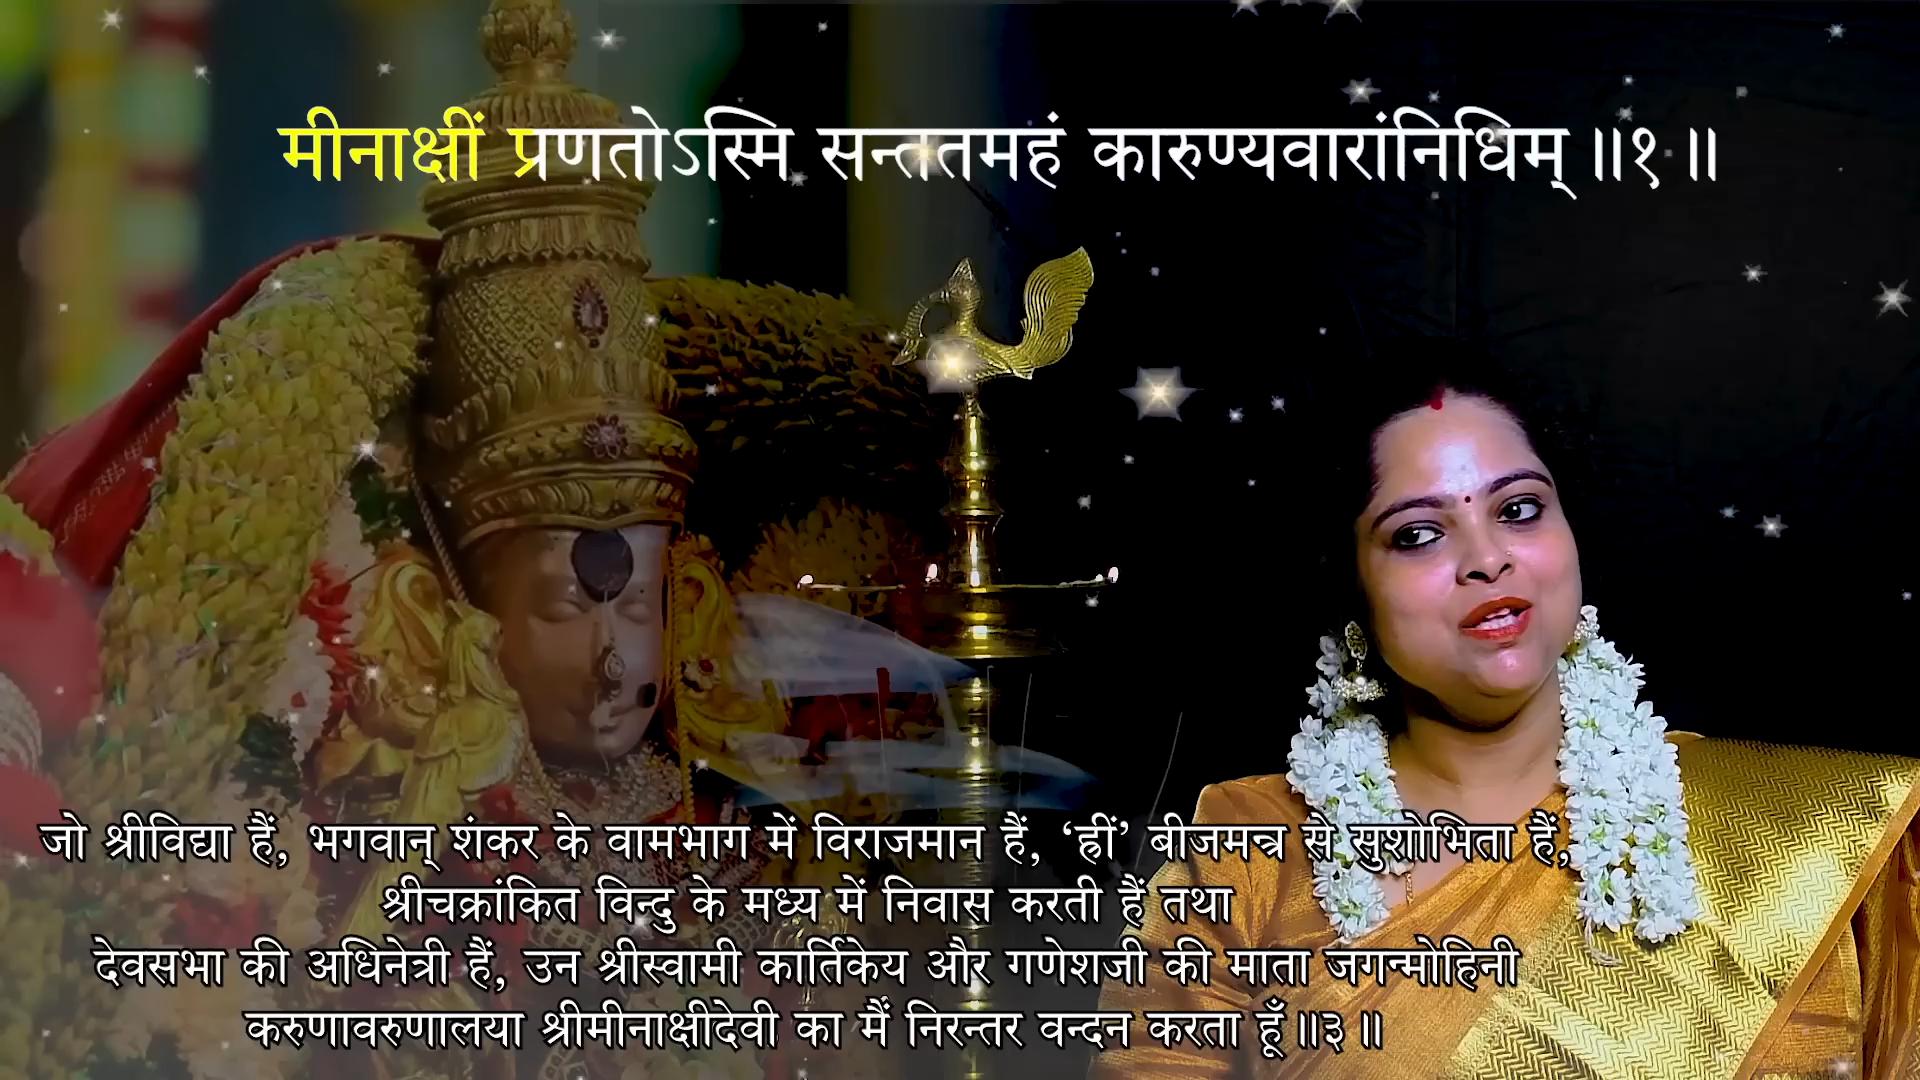 मीनाक्षीं प्रणतोऽस्मि सन्ततमहं कारुण्यवारांनिधिम् ॥१॥
जो श्रीविद्या हैं, भगवान् शंकर के वामभाग में विराजमान हैं, ‘ह्रीं’ बीजमन्त्र से सुशोभिता हैं,
श्रीचक्रांकित विन्दु के मध्य में निवास करती हैं तथा
देवसभा की अधिनेत्री हैं, उन श्रीस्वामी कार्तिकेय और गणेशजी की माता जगन्मोहिनी
करुणावरुणालया श्रीमीनाक्षीदेवी का मैं निरन्तर वन्दन करता हूँ ॥३॥